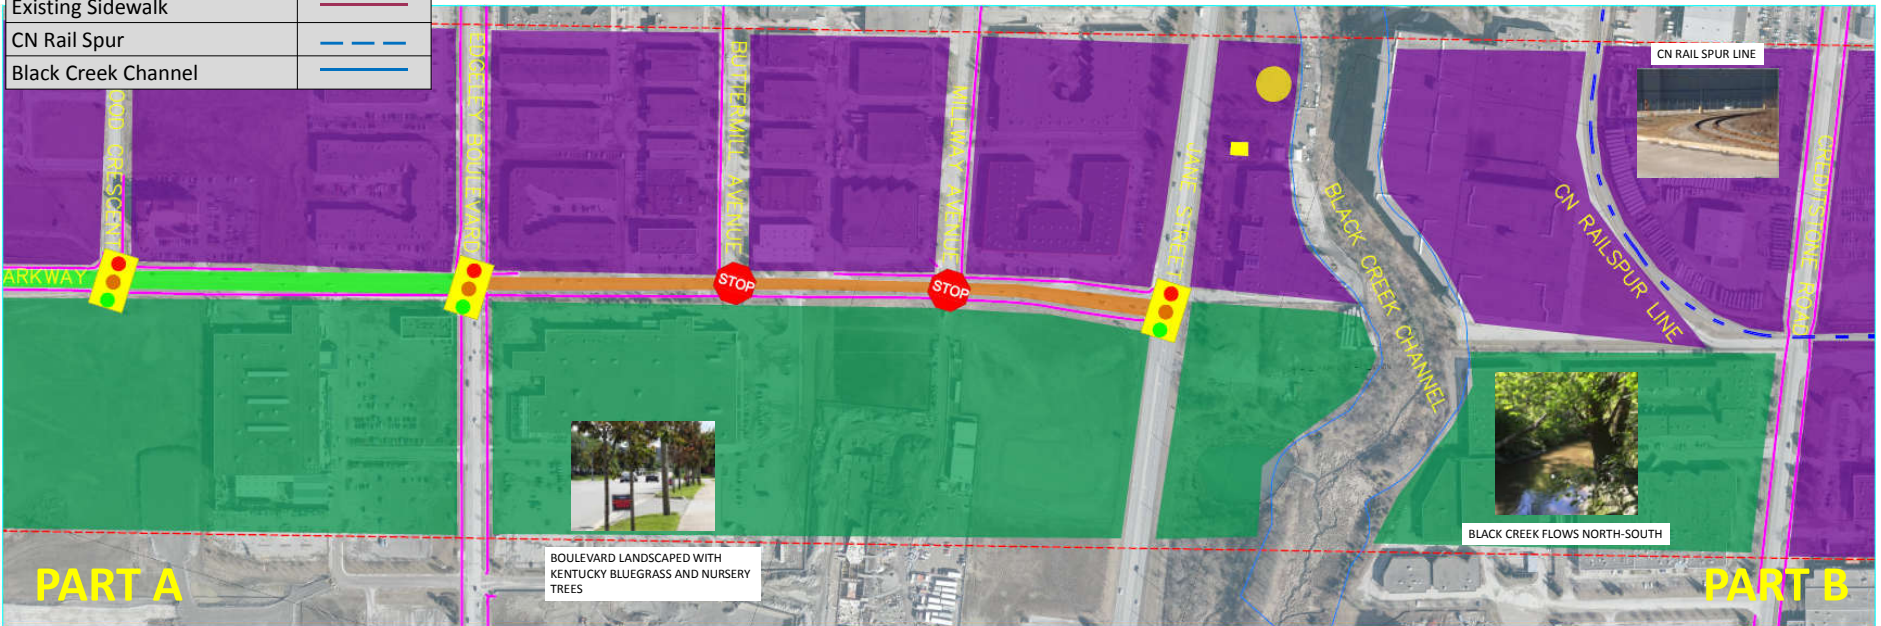 Existing Sidewalk
CN Rail Spur
Black Creek Channel
OOD CRESCENT
EDGELEY BOULEVARD
BUTTERMILL AVENUE
MILLWAY AVENUE
JANE STREET
BLACK CREEK CHANNEL
CN RAIL SPUR LINE
CN RAILSPUR LINE
CREDITSTONE ROAD
ARKWAY
STOP
STOP
BOULEVARD LANDSCAPED WITH
KENTUCKY BLUEGRASS AND NURSERY
TREES
BLACK CREEK FLOWS NORTH-SOUTH
PART A
PART B